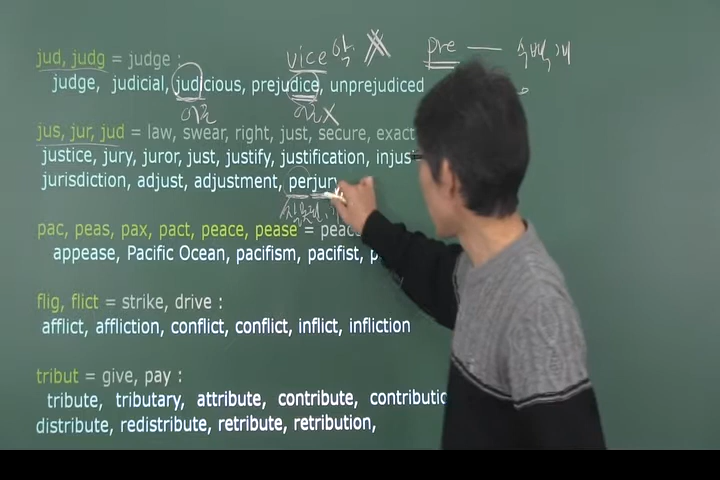 vice pre
jud, judg = judge :
judge, judicial, judicious, prejudice, unprejudiced
jus, jur, jud = law, swear, right, just, secure, exact
justice, jury, juror, just, justify, justification, injus
jurisdiction, adjust, adjustment, perjury
pac, peas, pax, pact, peace, pease = peace
appease, Pacific Ocean, pacifism, pacifist, p
flig, flict = strike, drive :
afflict, affliction, conflict, conflict, inflict, infliction
tribut = give, pay :
tribute, tributary, attribute, contribute, contributio
distribute, redistribute, retribute, retribution,